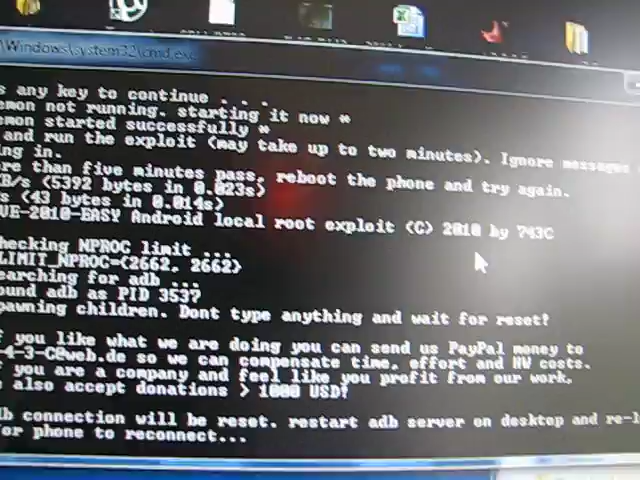 \Windows\system32\cmd.exe
s any key to continue . . .
emon not running. starting it now *
emon started successfully *
and run the exploit (may take up to two minutes). Ignore messages
ing in.
re than five minutes pass, reboot the phone and try again.
KB/s (5392 bytes in 0.023s)
s (43 bytes in 0.014s)
VE-2010-EASY Android local root exploit (C) 2010 by 743C
hecking NPROC limit ...
LIMIT_NPROC={2662, 2662}
earching for adb ...
ound adb as PID 3537
pawning children. Dont type anything and wait for reset!
f you like what we are doing you can send us PayPal money to
-4-3-C@web.de so we can compensate time, effort and HW costs.
f you are a company and feel like you profit from our work,
also accept donations > 1000 USD!
db connection will be reset. restart adb server on desktop and re-l
for phone to reconnect...